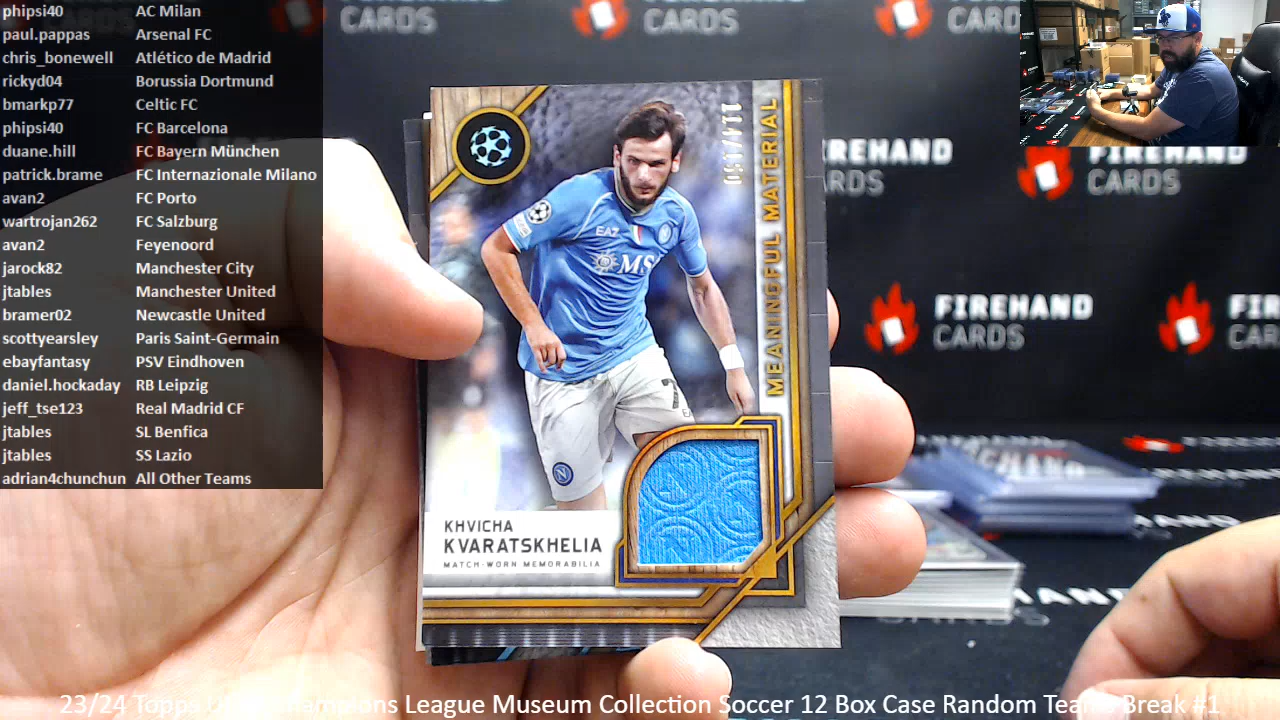 phipsi40 AC Milan
paul.pappas Arsenal FC
chris_bonewell Atlético de Madrid
rickyd04 Borussia Dortmund
bmarkp77 Celtic FC
phipsi40 FC Barcelona
duane.hill FC Bayern München
patrick.brame FC Internazionale Milano
avan2 FC Porto
wartrojan262 FC Salzburg
avan2 Feyenoord
jarock82 Manchester City
jtables Manchester United
bramer02 Newcastle United
scottyearsley Paris Saint-Germain
ebayfantasy PSV Eindhoven
daniel.hockaday RB Leipzig
jeff_tse123 Real Madrid CF
jtables SL Benfica
jtables SS Lazio
adrian4chunchun All Other Teams
CARDS
CARDS
FIREHAND
CARDS
FIREHAND
CARDS
MEANINGFUL MATERIAL
EA7
MS
7
KHVICHA
KVARATSKHELIA
MATCH-WORN MEMORABILIA
23/24 Topps League Museum Collection Soccer 12 Box Case Random Break #1